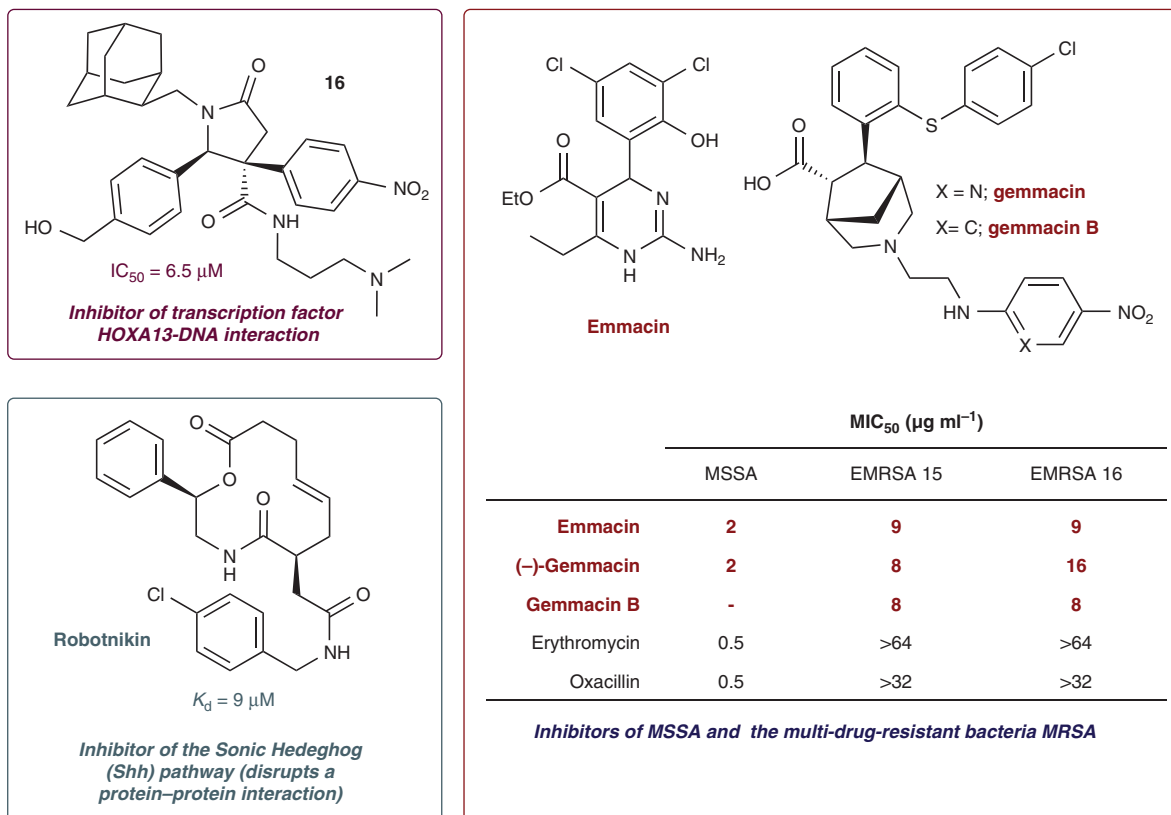 16
O
N
NO₂
O
NH
HO
N
IC₅₀ = 6.5 µM
Inhibitor of transcription factor
HOXA13-DNA interaction
O
O
O
N
H
Cl
O
NH
Robotnikin
K_d = 9 µM
Inhibitor of the Sonic Hedeghog
(Shh) pathway (disrupts a
protein–protein interaction)
Cl
Cl
OH
O
EtO
N
N
H
NH₂
Emmacin
Cl
S
O
HO
N
HN
X
NO₂
X = N; gemmacin
X= C; gemmacin B
MIC₅₀ (µg ml⁻¹)
MSSA EMRSA 15 EMRSA 16
Emmacin 2 9 9
(–)-Gemmacin 2 8 16
Gemmacin B - 8 8
Erythromycin 0.5 >64 >64
Oxacillin 0.5 >32 >32
Inhibitors of MSSA and the multi-drug-resistant bacteria MRSA